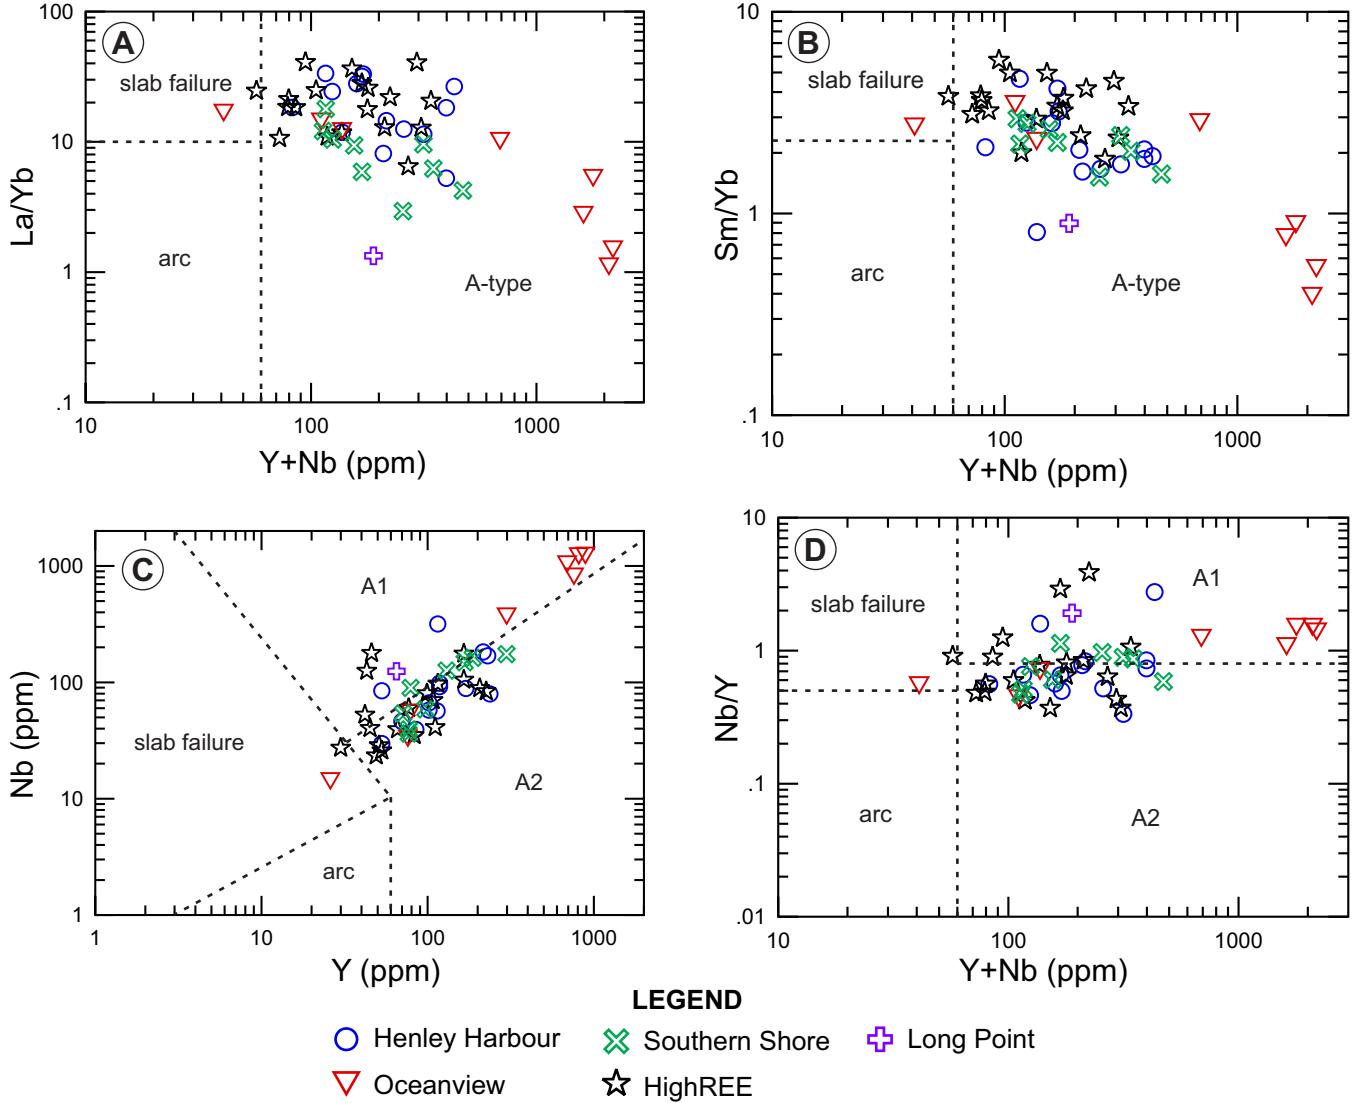 A
100
slab failure
10
La/Yb
1
arc
A-type
.1
10
100
1000
Y+Nb (ppm)
B
10
slab failure
Sm/Yb
1
arc
A-type
.1
10
100
1000
Y+Nb (ppm)
C
1000
A1
100
Nb (ppm)
slab failure
10
A2
arc
1
1
10
100
1000
Y (ppm)
D
10
A1
slab failure
1
Nb/Y
.1
arc
A2
.01
10
100
1000
Y+Nb (ppm)
LEGEND
Henley Harbour
Southern Shore
Long Point
Oceanview
HighREE